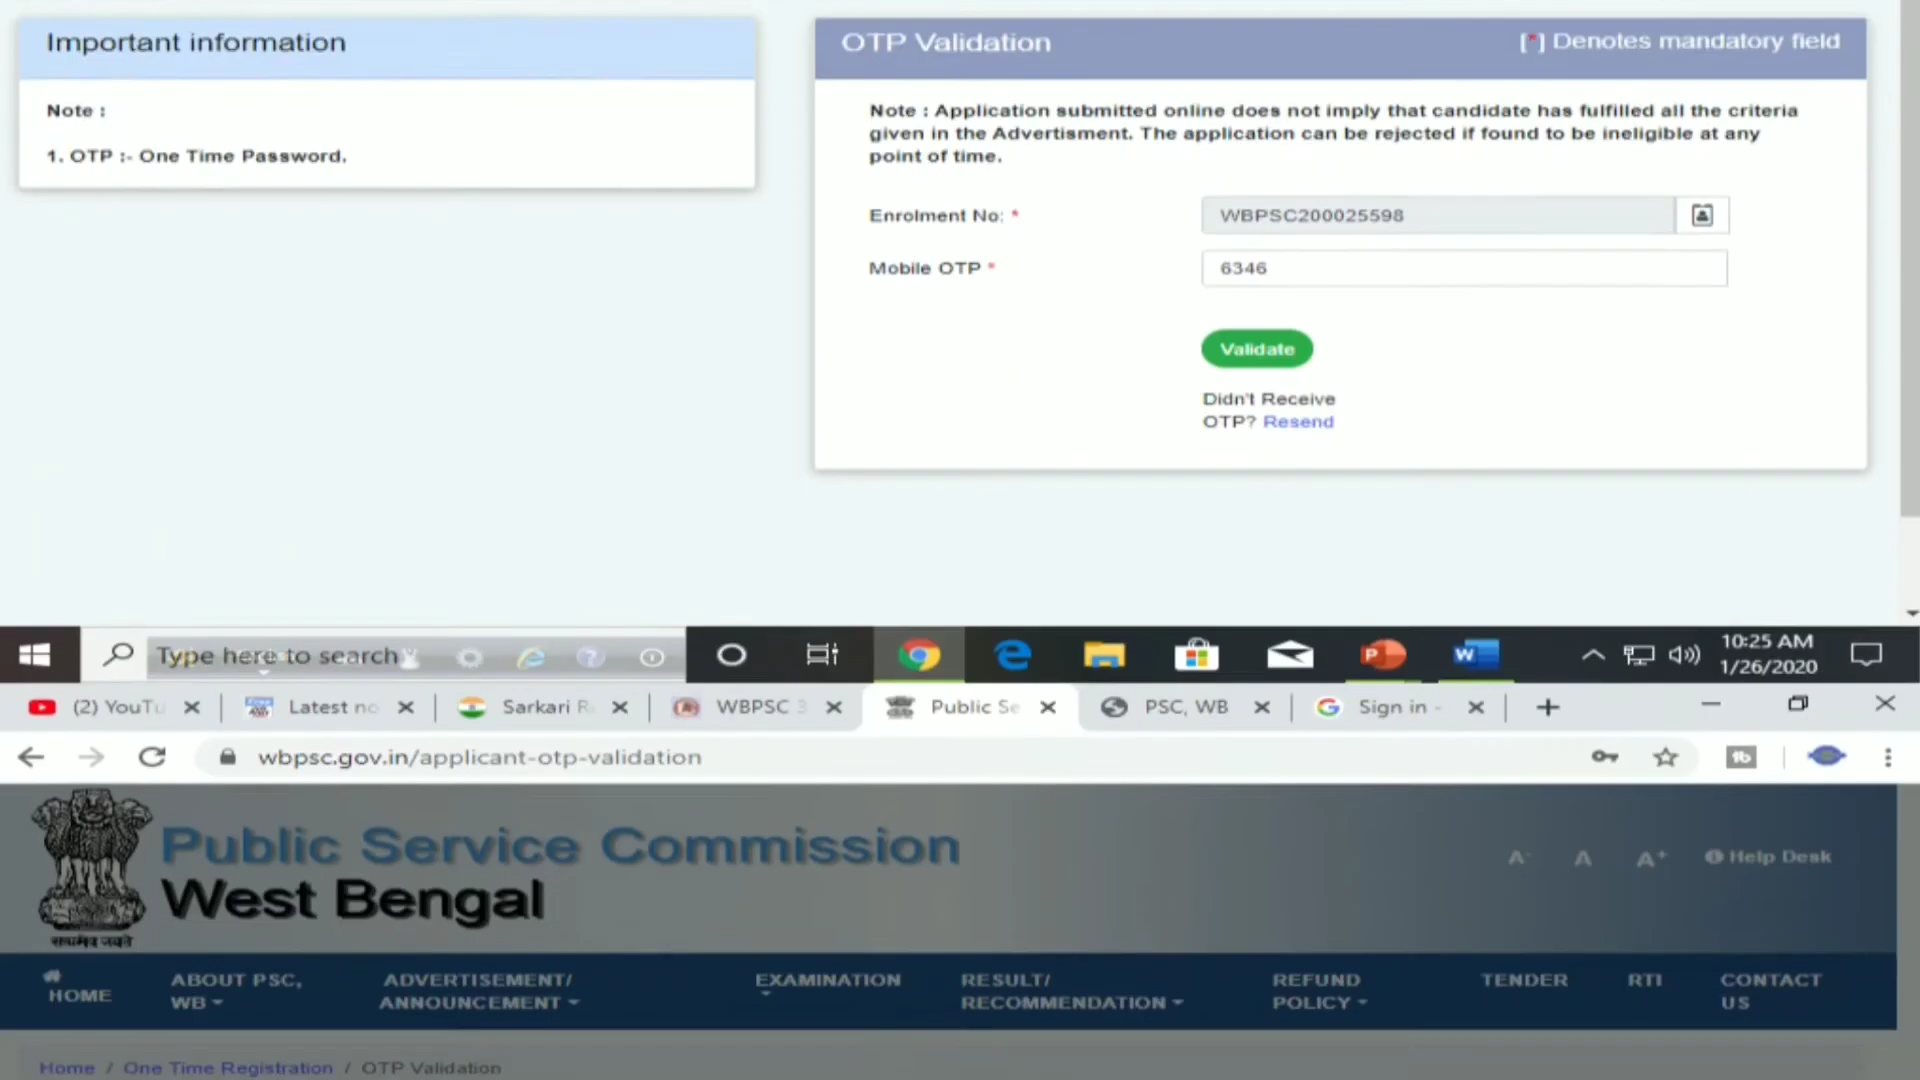 Important information
Note :
1. OTP :- One Time Password.
OTP Validation
[*] Denotes mandatory field
Note : Application submitted online does not imply that candidate has fulfilled all the criteria
given in the Advertisment. The application can be rejected if found to be ineligible at any
point of time.
Enrolment No: *
WBPSC200025598
Mobile OTP *
6346
Validate
Didn't Receive
OTP? Resend
Type here to search
10:25 AM
1/26/2020
(2) YouTu
Latest no
Sarkari R
WBPSC 3
Public Se
PSC, WB
Sign in -
wbpsc.gov.in/applicant-otp-validation
Public Service Commission
West Bengal
सत्यमेव जयते
A-
A
A+
Help Desk
HOME
ABOUT PSC,
WB
ADVERTISEMENT/
ANNOUNCEMENT
EXAMINATION
RESULT/
RECOMMENDATION
REFUND
POLICY
TENDER
RTI
CONTACT
US
Home / One Time Registration / OTP Validation